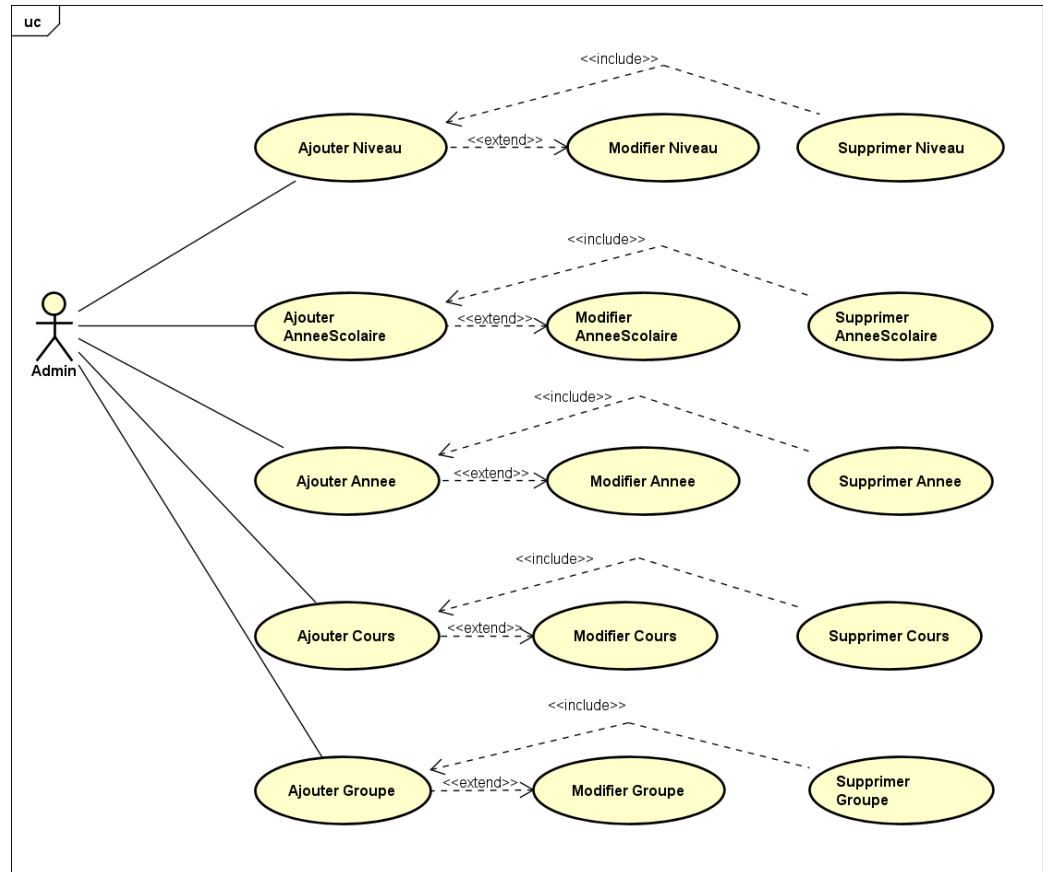 uc
<<include>>
Ajouter Niveau
<<extend>>
Modifier Niveau
Supprimer Niveau
<<include>>
Ajouter
AnneeScolaire
<<extend>>
Modifier
AnneeScolaire
Supprimer
AnneeScolaire
Admin
<<include>>
Ajouter Annee
<<extend>>
Modifier Annee
Supprimer Annee
<<include>>
Ajouter Cours
<<extend>>
Modifier Cours
Supprimer Cours
<<include>>
Ajouter Groupe
<<extend>>
Modifier Groupe
Supprimer
Groupe